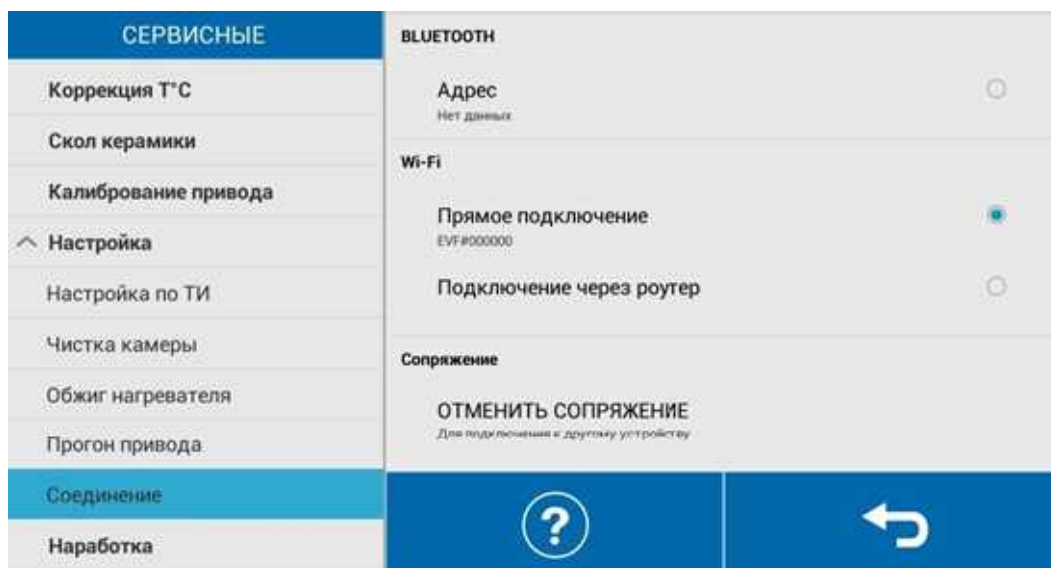 СЕРВИСНЫЕ
Коррекция Т°С
Скол керамики
Калибрование привода
Настройка
Настройка по ТИ
Чистка камеры
Обжиг нагревателя
Прогон привода
Соединение
Наработка
BLUETOOTH
Адрес
Нет данных
Wi-Fi
Прямое подключение
EVF#000000
Подключение через роутер
Сопряжение
ОТМЕНИТЬ СОПРЯЖЕНИЕ
Для подключения к другому устройству
?